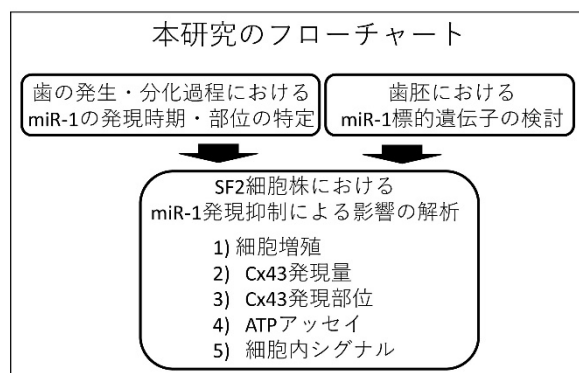 本研究のフローチャート
歯の発生・分化過程における
miR-1の発現時期・部位の特定
歯胚における
miR-1標的遺伝子の検討
SF2細胞株における
miR-1発現抑制による影響の解析
1) 細胞増殖
2) Cx43発現量
3) Cx43発現部位
4) ATPアッセイ
5) 細胞内シグナル